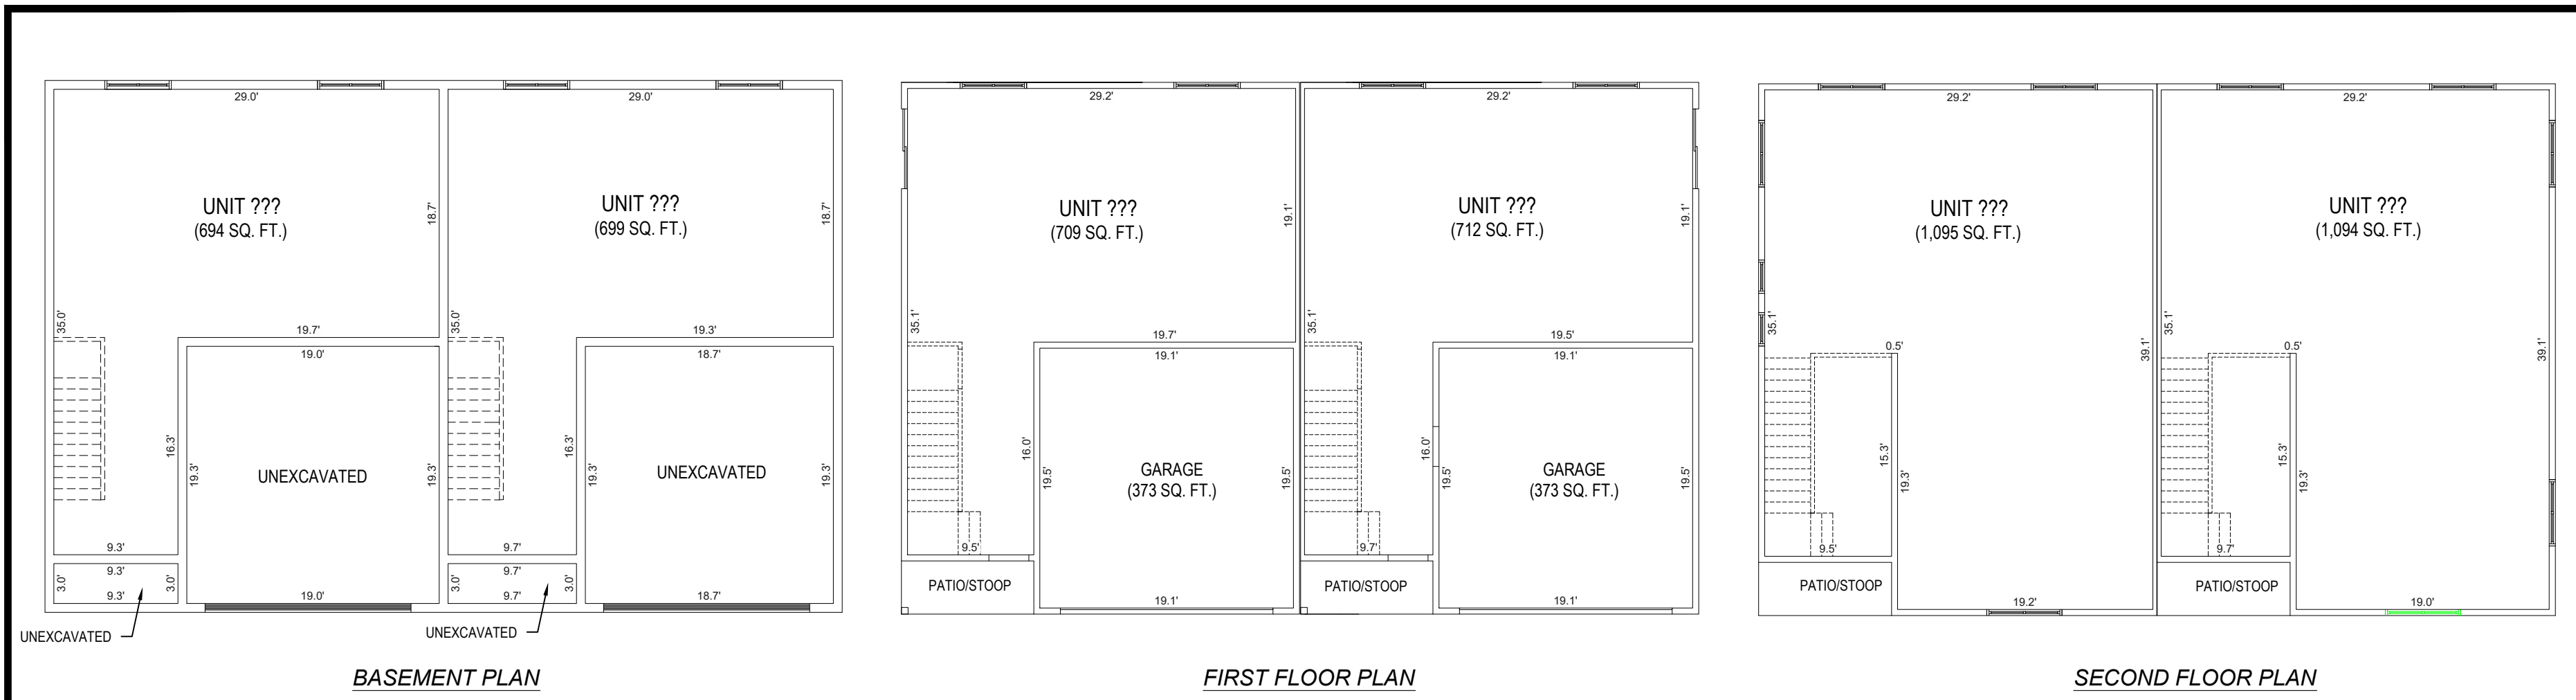 29.0'
UNIT ???
(694 SQ. FT.)
18.7'
35.0'
19.7'
19.0'
16.3'
19.3'
UNEXCAVATED
19.3'
9.3'
9.3'
3.0'
3.0'
9.3'
19.0'
UNEXCAVATED
29.0'
UNIT ???
(699 SQ. FT.)
18.7'
35.0'
19.3'
18.7'
16.3'
19.3'
UNEXCAVATED
19.3'
9.7'
9.7'
3.0'
3.0'
9.7'
18.7'
UNEXCAVATED
BASEMENT PLAN
29.2'
UNIT ???
(709 SQ. FT.)
19.1'
35.1'
19.7'
19.1'
16.0'
19.5'
GARAGE
(373 SQ. FT.)
19.5'
9.5'
PATIO/STOOP
19.1'
29.2'
UNIT ???
(712 SQ. FT.)
19.1'
35.1'
19.5'
19.1'
16.0'
19.5'
GARAGE
(373 SQ. FT.)
19.5'
9.7'
PATIO/STOOP
19.1'
FIRST FLOOR PLAN
29.2'
UNIT ???
(1,095 SQ. FT.)
35.1'
39.1'
0.5'
15.3'
19.3'
9.5'
PATIO/STOOP
19.2'
29.2'
UNIT ???
(1,094 SQ. FT.)
35.1'
39.1'
0.5'
15.3'
19.3'
9.7'
PATIO/STOOP
19.0'
SECOND FLOOR PLAN